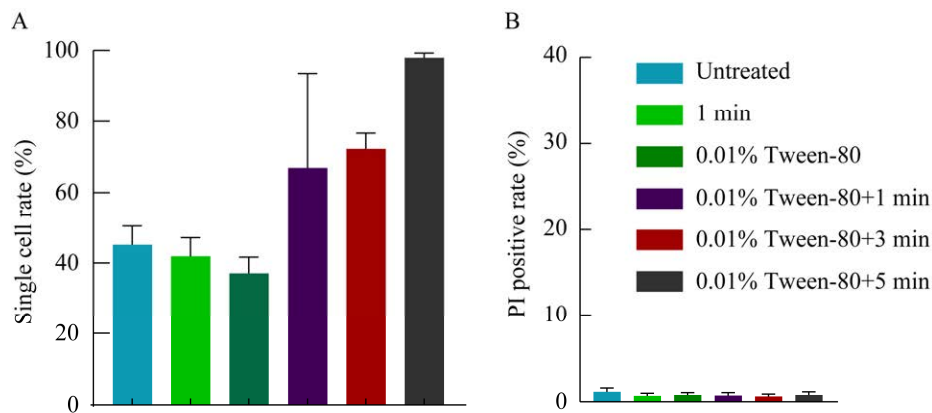 A
Single cell rate (%)
100
80
60
40
20
0
B
PI positive rate (%)
40
30
20
10
0
Untreated
1 min
0.01% Tween-80
0.01% Tween-80+1 min
0.01% Tween-80+3 min
0.01% Tween-80+5 min